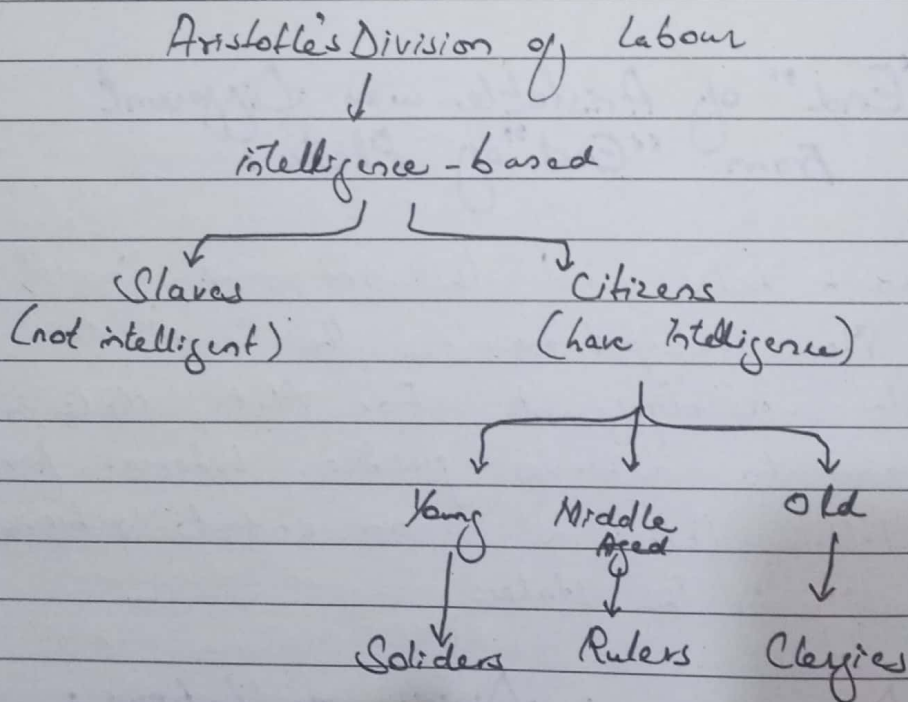 Aristotle's Division of Labour
intelligence - based
Slaves Citizens
(not intelligent) (have Intelligence)
Young Middle Aged Old
Soliders Rulers Clergies